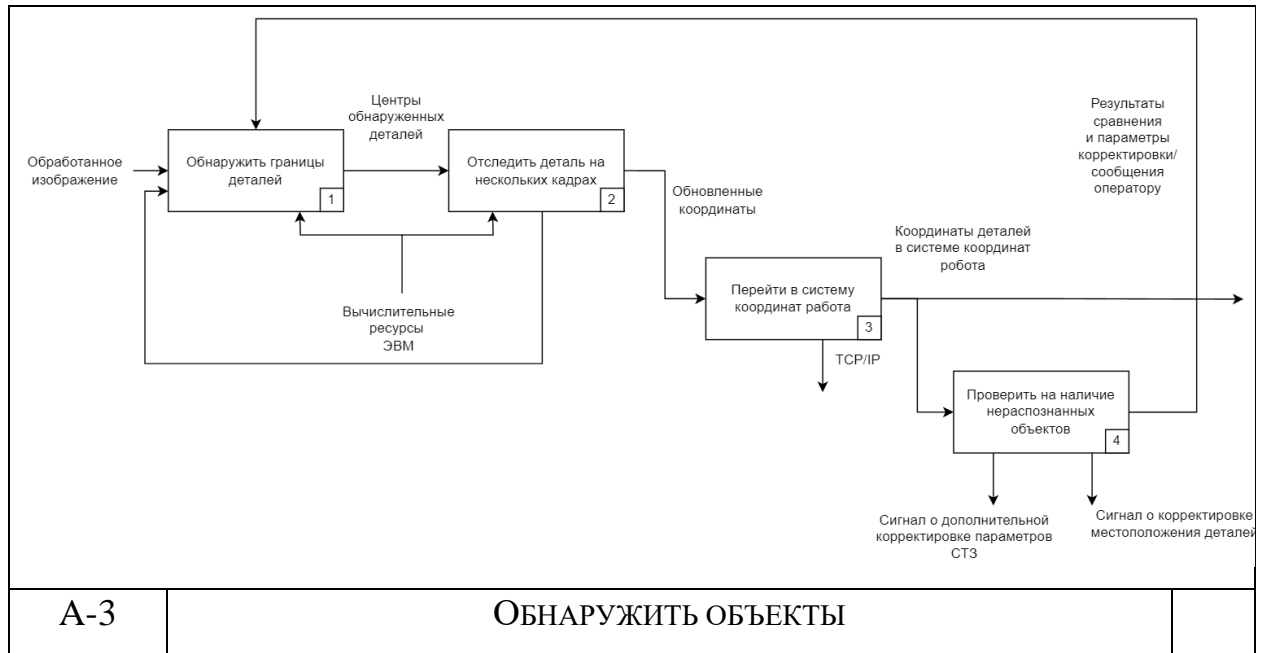 Центры
обнаруженных
деталей
Результаты
сравнения
и параметры
корректировки/
сообщения
оператору
Обработанное
изображение
Обнаружить границы
деталей
1
Отследить деталь на
нескольких кадрах
2
Обновленные
координаты
Координаты деталей
в системе координат
робота
Вычислительные
ресурсы
ЭВМ
Перейти в систему
координат работа
3
TCP/IP
Проверить на наличие
нераспознанных
объектов
4
Сигнал о дополнительной
корректировке параметров
СТЗ
Сигнал о корректировке
местоположения деталей
А-3
ОБНАРУЖИТЬ ОБЪЕКТЫ